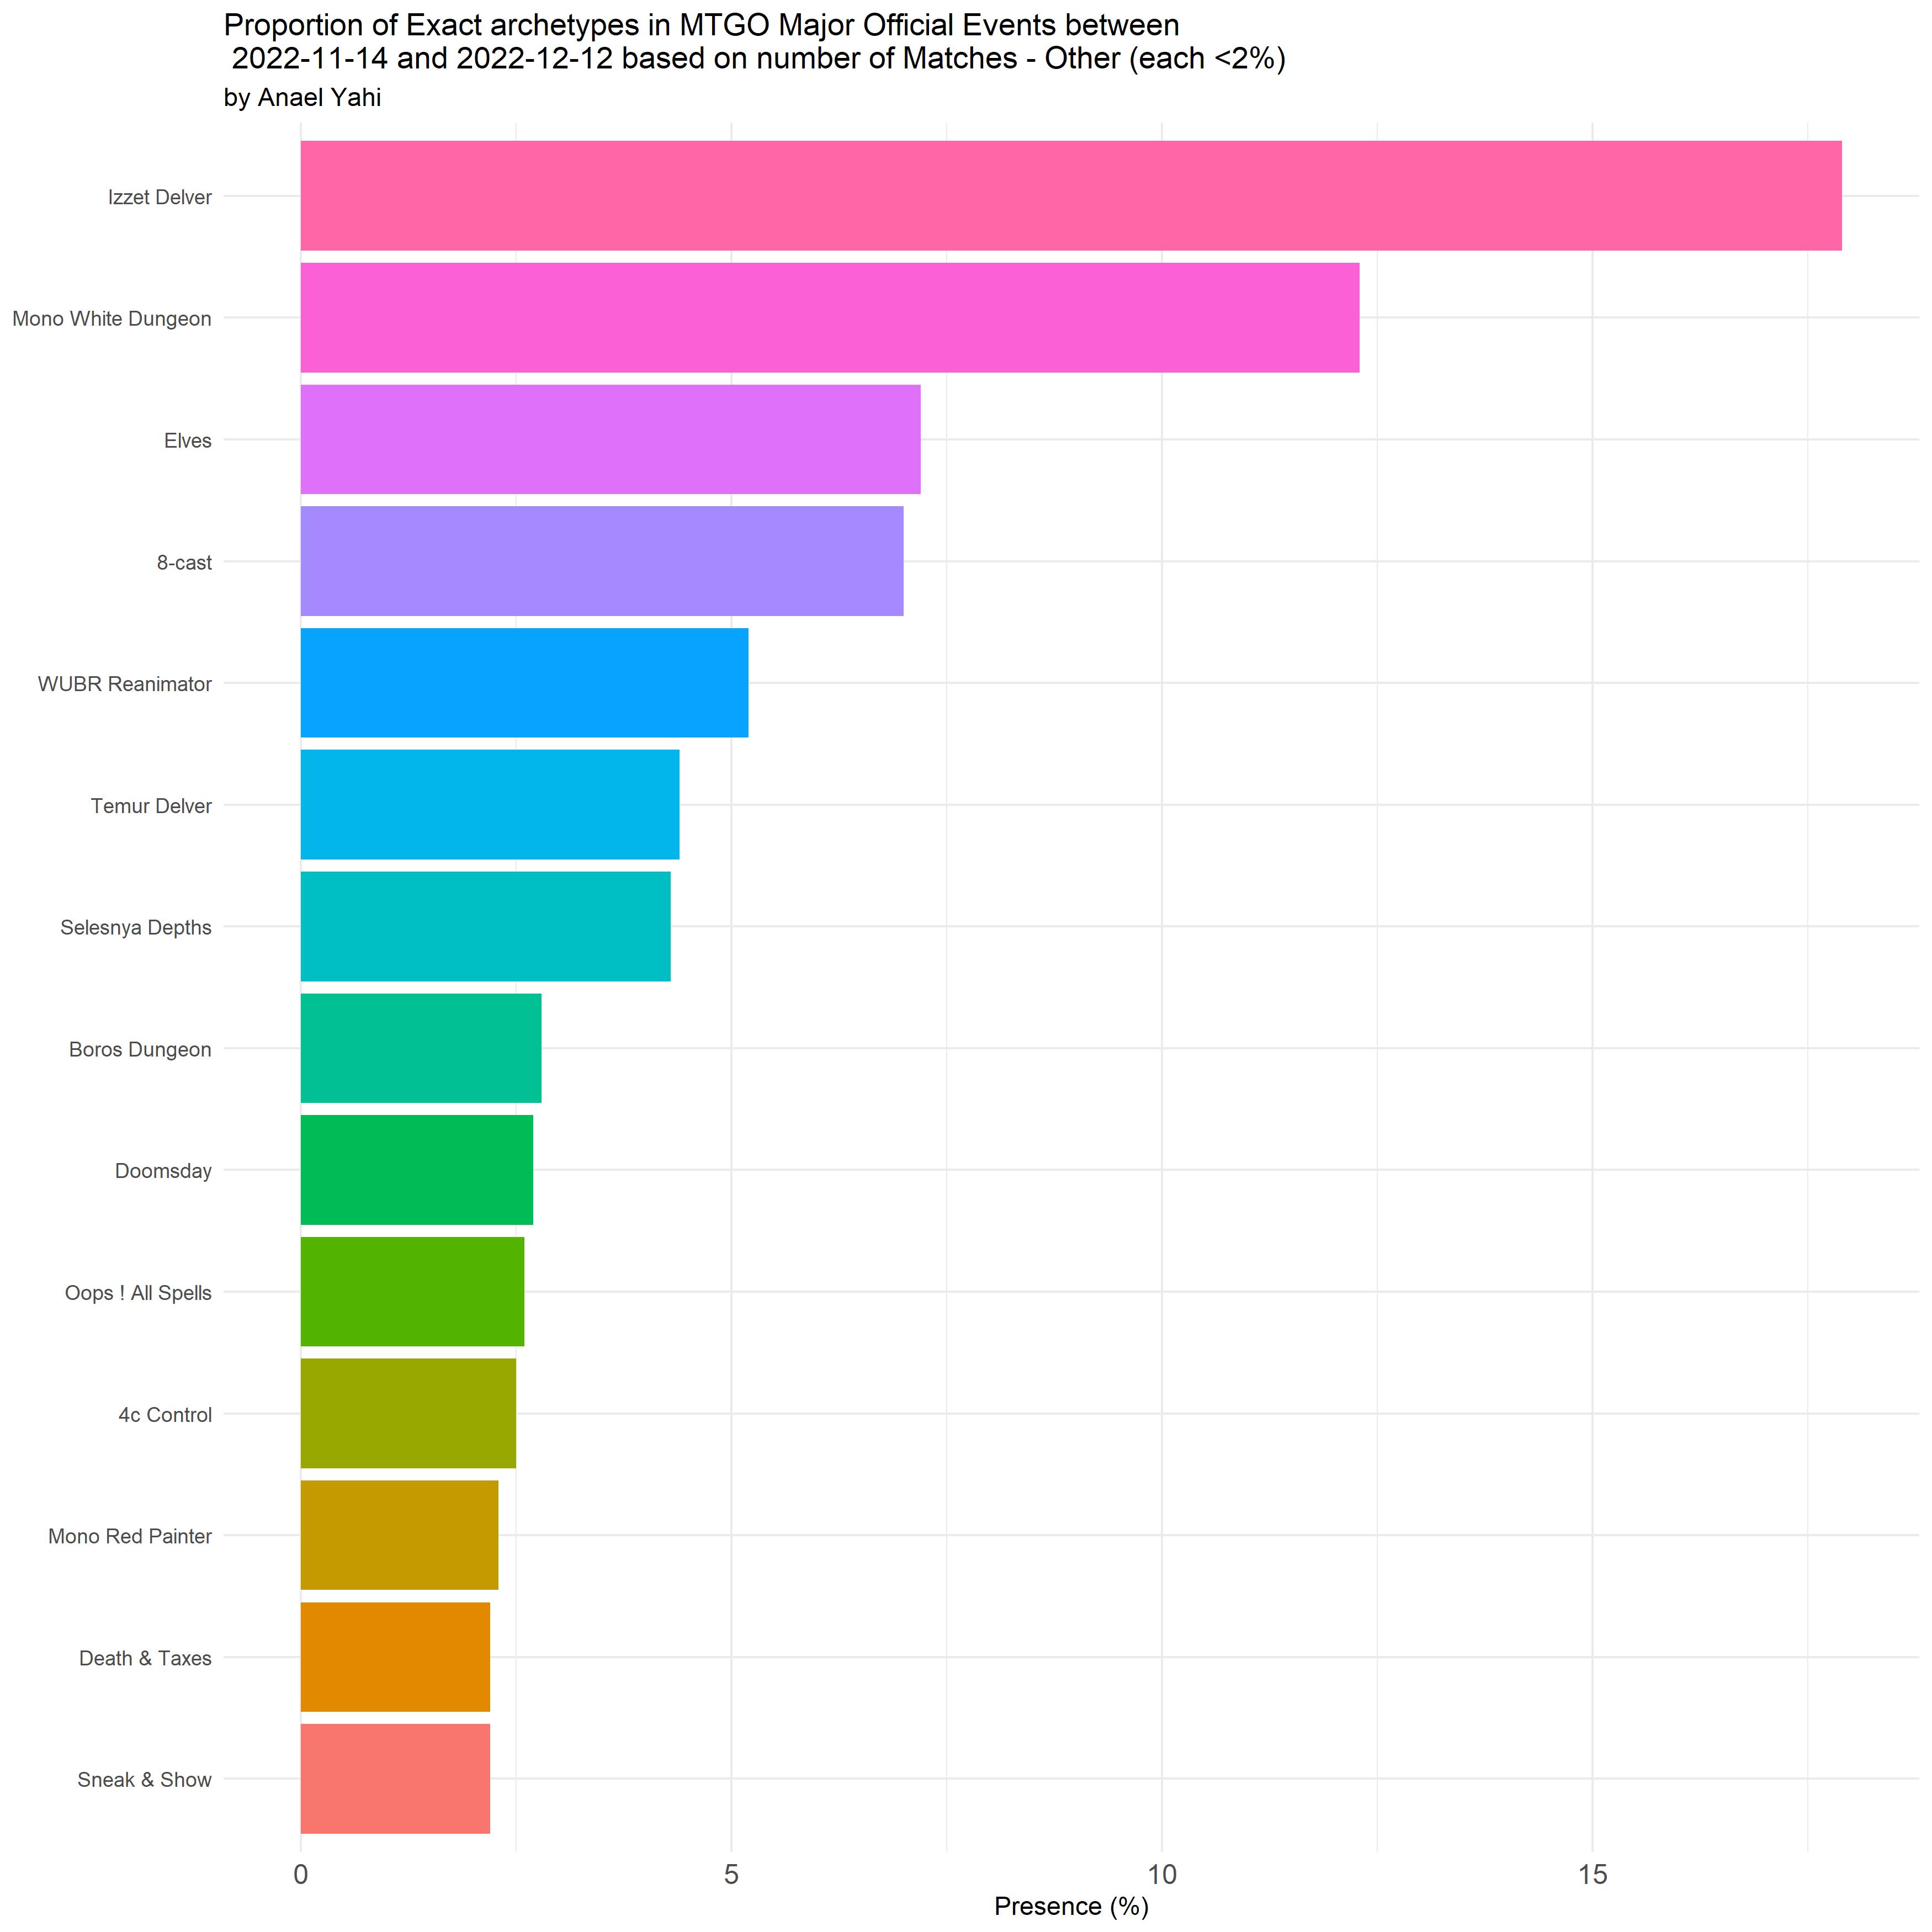 Proportion of Exact archetypes in MTGO Major Official Events between
2022-11-14 and 2022-12-12 based on number of Matches - Other (each <2%)
by Anael Yahi
Izzet Delver
Mono White Dungeon
Elves
8-cast
WUBR Reanimator
Temur Delver
Selesnya Depths
Boros Dungeon
Doomsday
Oops ! All Spells
4c Control
Mono Red Painter
Death & Taxes
Sneak & Show
0 5 10 15
Presence (%)